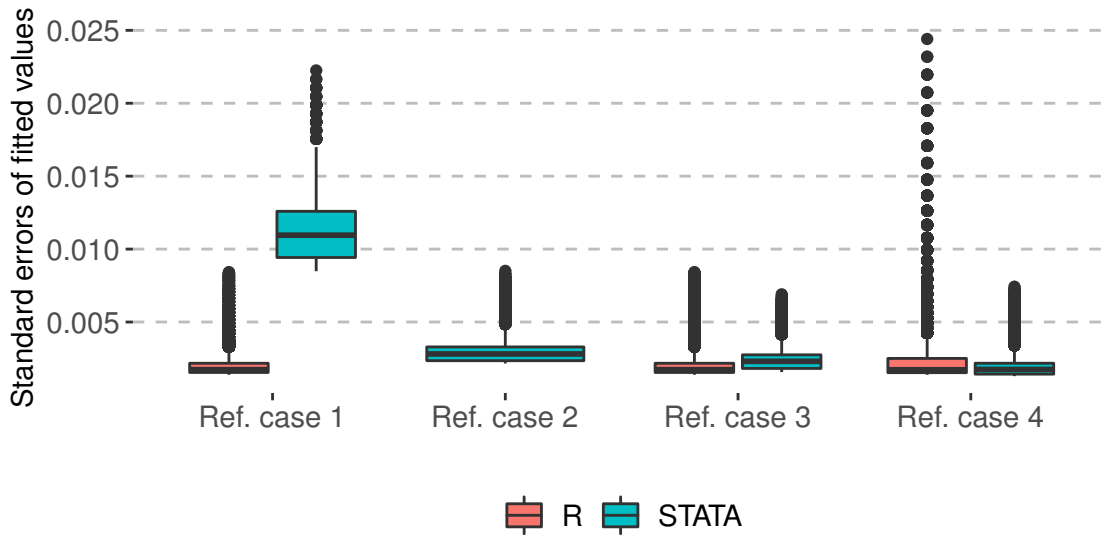 Standard errors of fitted values
0.025
0.020
0.015
0.010
0.005
Ref. case 1 Ref. case 2 Ref. case 3 Ref. case 4
R STATA